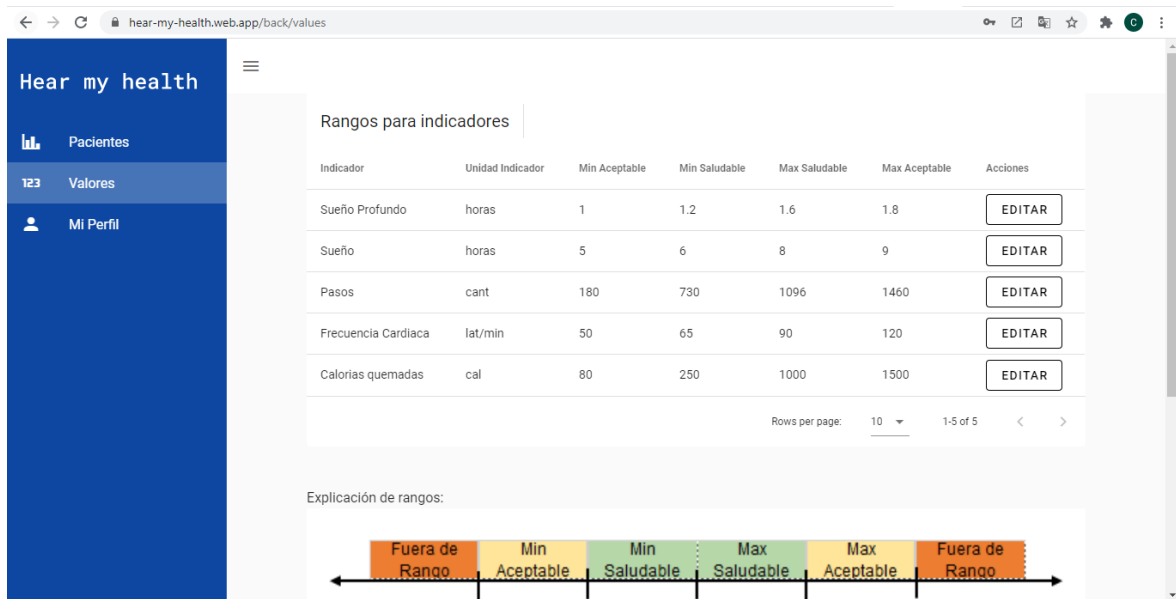 hear-my-health.web.app/back/values
C
Hear my health
Pacientes
123 Valores
Mi Perfil
Rangos para indicadores
Indicador Unidad Indicador Min Aceptable Min Saludable Max Saludable Max Aceptable Acciones
Sueño Profundo horas 1 1.2 1.6 1.8 EDITAR
Sueño horas 5 6 8 9 EDITAR
Pasos cant 180 730 1096 1460 EDITAR
Frecuencia Cardiaca lat/min 50 65 90 120 EDITAR
Calorias quemadas cal 80 250 1000 1500 EDITAR
Rows per page: 10 1-5 of 5
Explicación de rangos:
Fuera de Min Min Max Max Fuera de
Rango Aceptable Saludable Saludable Aceptable Rango